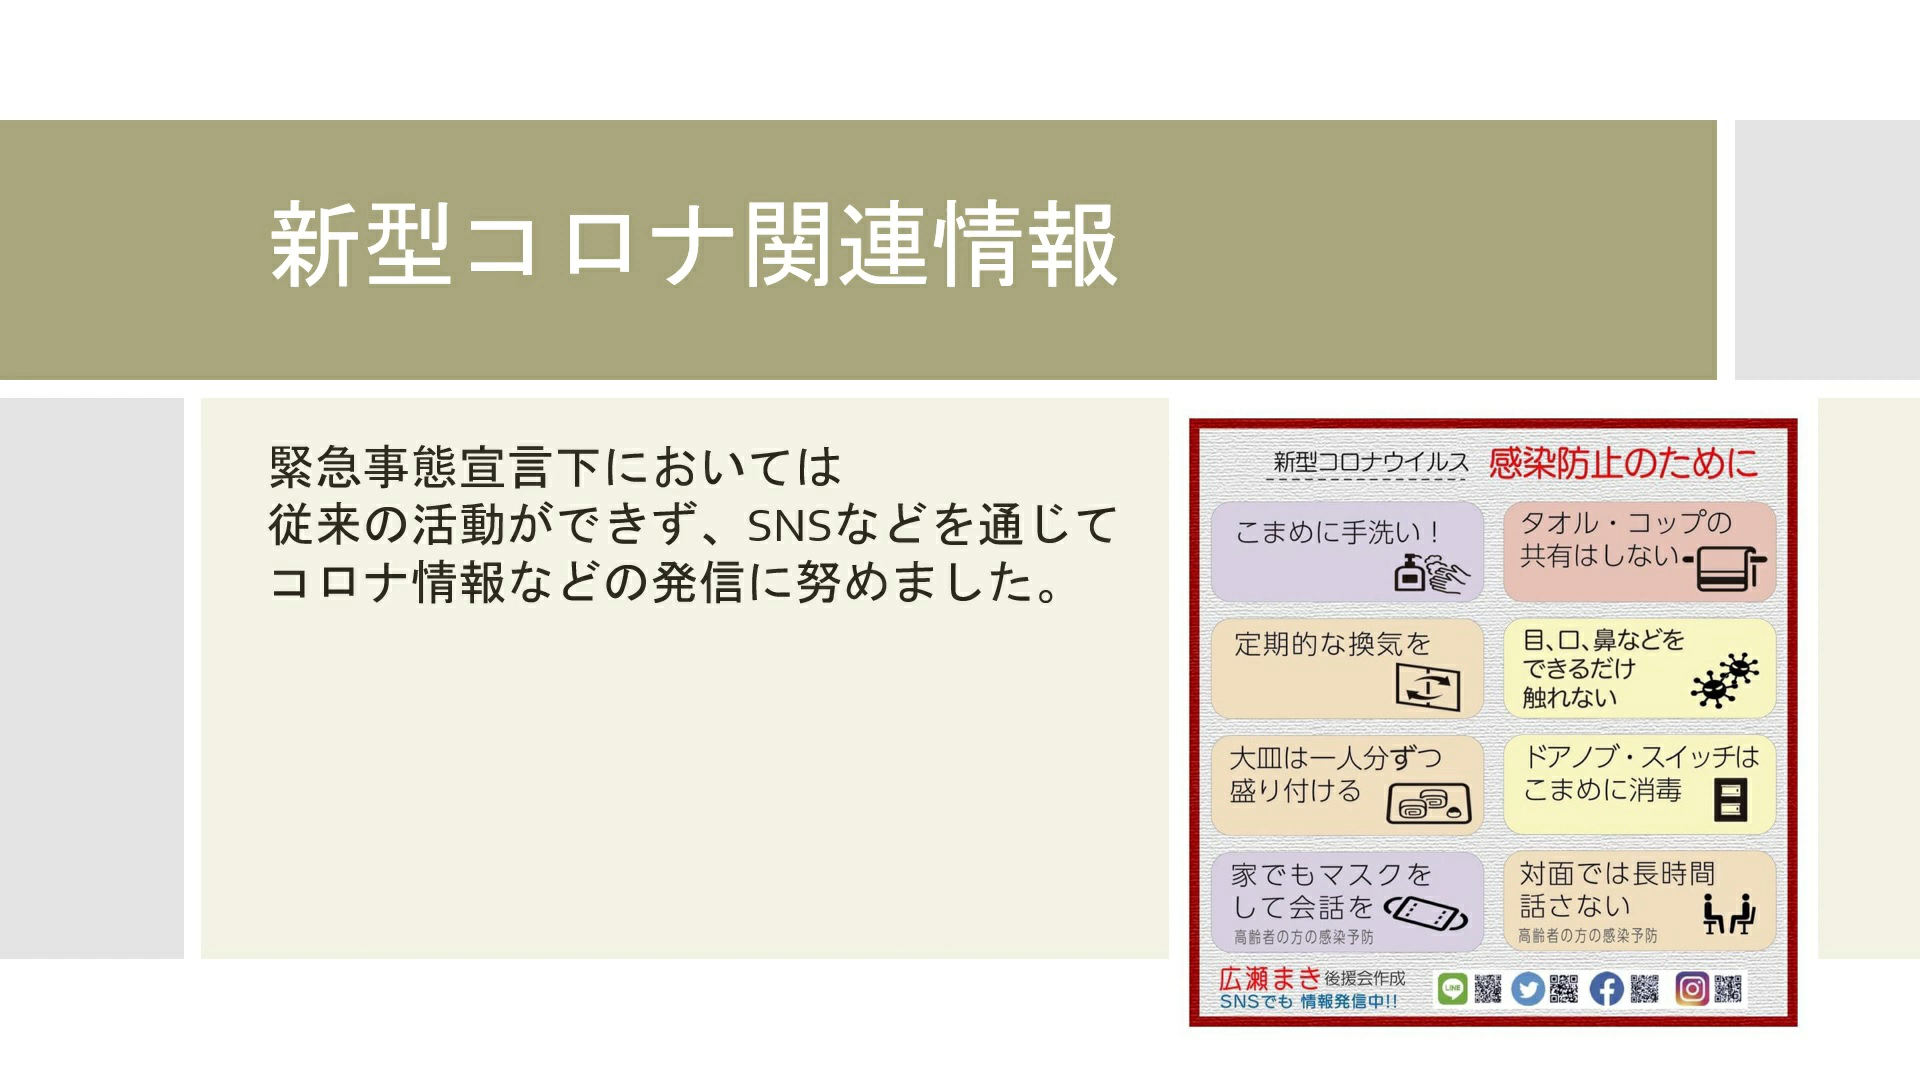 新型コロナ関連情報
緊急事態宣言下においては
従来の活動ができず、SNSなどを通じて
コロナ情報などの発信に努めました。
新型コロナウイルス 感染防止のために
こまめに手洗い！
タオル・コップの
共有はしない
定期的な換気を
目、口、鼻などを
できるだけ
触れない
大皿は一人分ずつ
盛り付ける
ドアノブ・スイッチは
こまめに消毒
家でもマスクを
して会話を
高齢者の方の感染予防
対面では長時間
話さない
高齢者の方の感染予防
広瀬まき後援会作成
SNSでも 情報発信中!!
LINE